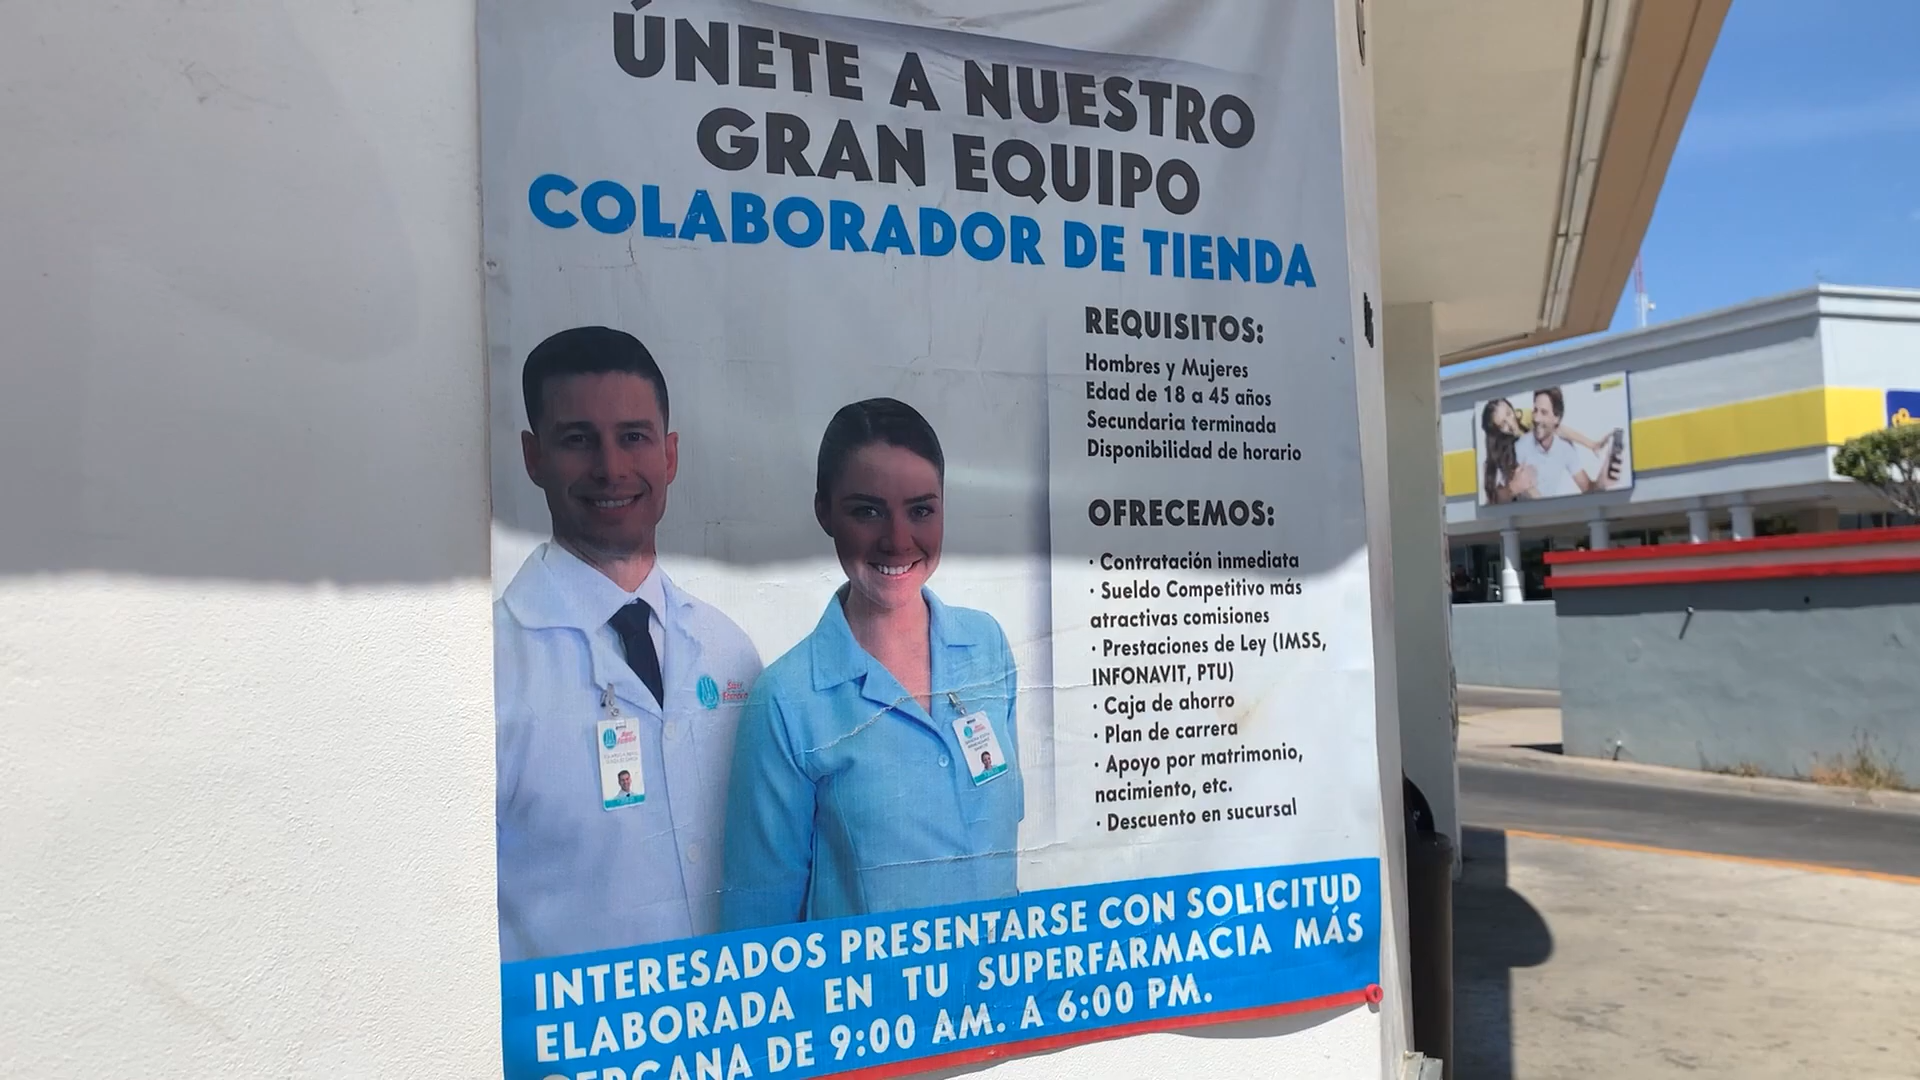 ÚNETE A NUESTRO
GRAN EQUIPO
COLABORADOR DE TIENDA
REQUISITOS:
Hombres y Mujeres
Edad de 18 a 45 años
Secundaria terminada
Disponibilidad de horario
OFRECEMOS:
· Contratación inmediata
· Sueldo Competitivo más
atractivas comisiones
· Prestaciones de Ley (IMSS,
INFONAVIT, PTU)
· Caja de ahorro
· Plan de carrera
· Apoyo por matrimonio,
nacimiento, etc.
· Descuento en sucursal
INTERESADOS PRESENTARSE CON SOLICITUD
ELABORADA EN TU SUPERFARMACIA MÁS
CERCANA DE 9:00 AM. A 6:00 PM.